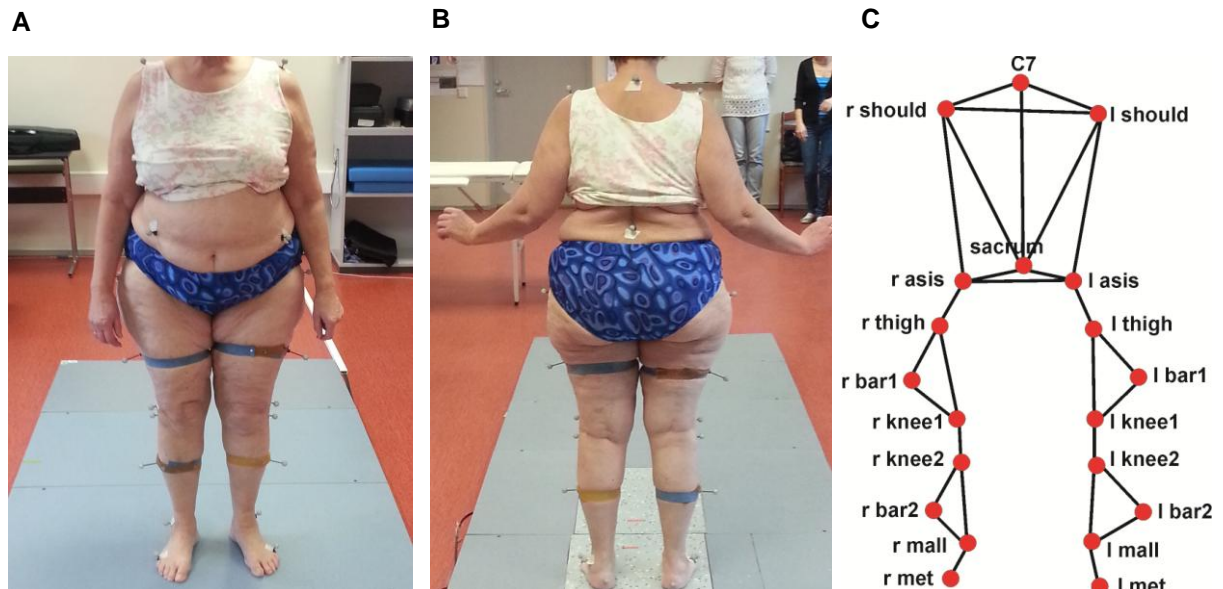 A
B
C
C7
r should
l should
sacrum
r asis
l asis
r thigh
l thigh
r bar1
l bar1
r knee1
l knee1
r knee2
l knee2
r bar2
l bar2
r mall
l mall
r met
l met